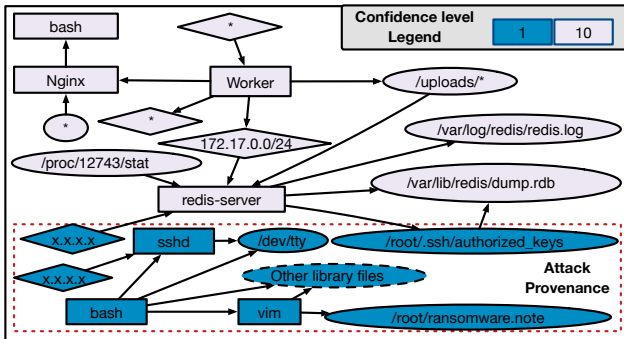 Confidence level
Legend
1
10
bash
*
Nginx
Worker
/uploads/*
*
*
172.17.0.0/24
/var/log/redis/redis.log
/proc/12743/stat
/var/lib/redis/dump.rdb
redis-server
x.x.x.x
sshd
/dev/tty
/root/.ssh/authorized_keys
x.x.x.x
Other library files
Attack
Provenance
bash
vim
/root/ransomware.note